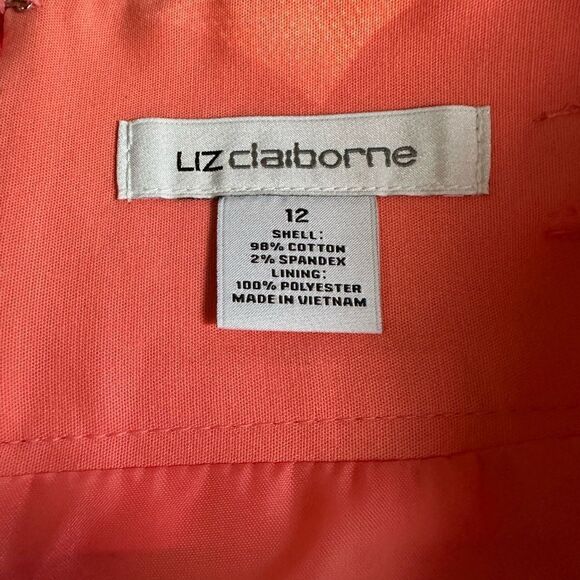 LIZ claiborne
12
SHELL:
98% COTTON
2% SPANDEX
LINING:
100% POLYESTER
MADE IN VIETNAM